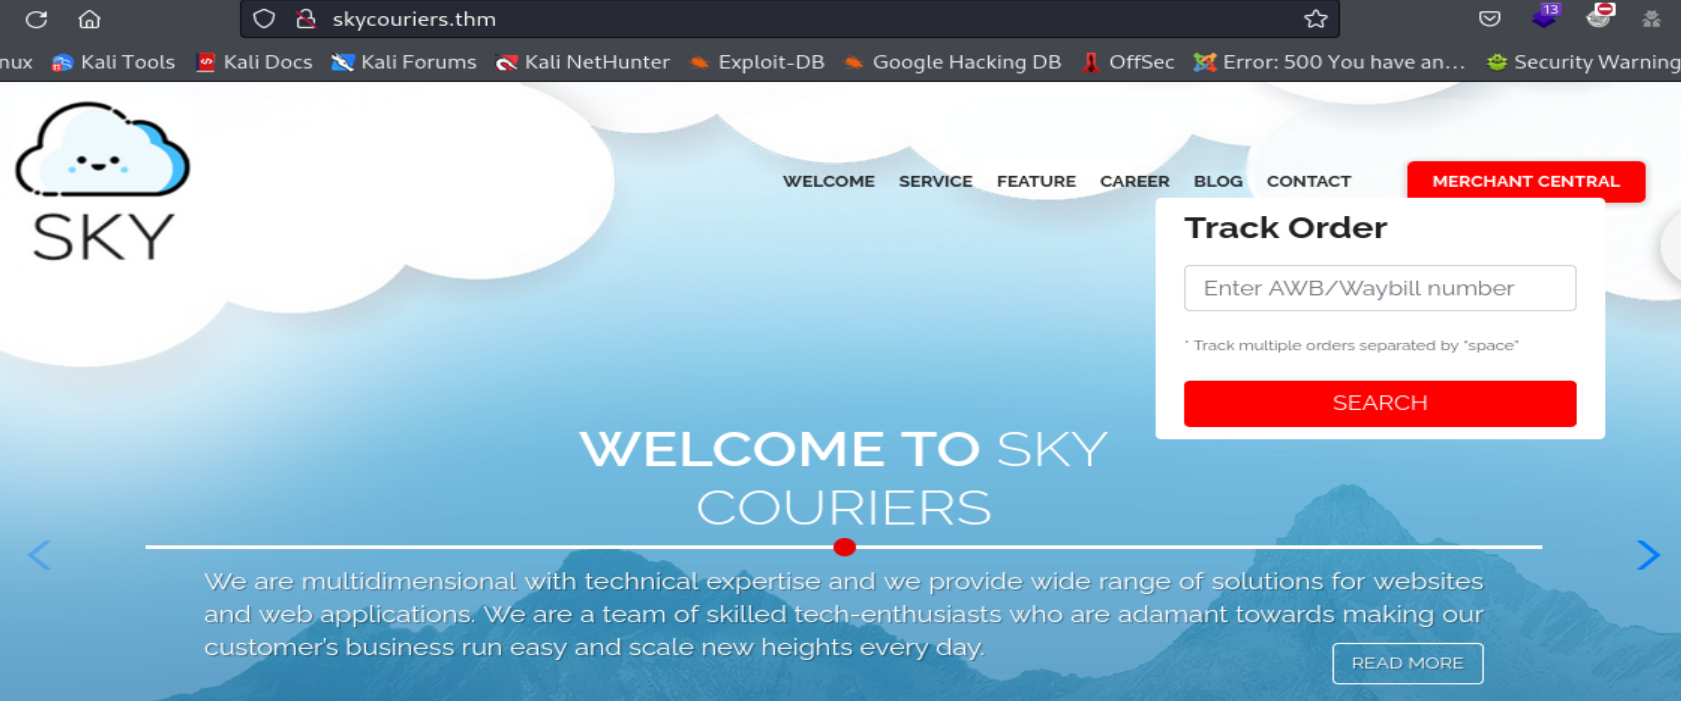 skycouriers.thm
13
nux Kali Tools Kali Docs Kali Forums Kali NetHunter Exploit-DB Google Hacking DB OffSec Error: 500 You have an... Security Warning
SKY
WELCOME SERVICE FEATURE CAREER BLOG CONTACT MERCHANT CENTRAL
Track Order
Enter AWB/Waybill number
* Track multiple orders separated by "space"
SEARCH
WELCOME TO SKY
COURIERS
We are multidimensional with technical expertise and we provide wide range of solutions for websites
and web applications. We are a team of skilled tech-enthusiasts who are adamant towards making our
customer's business run easy and scale new heights every day.
READ MORE